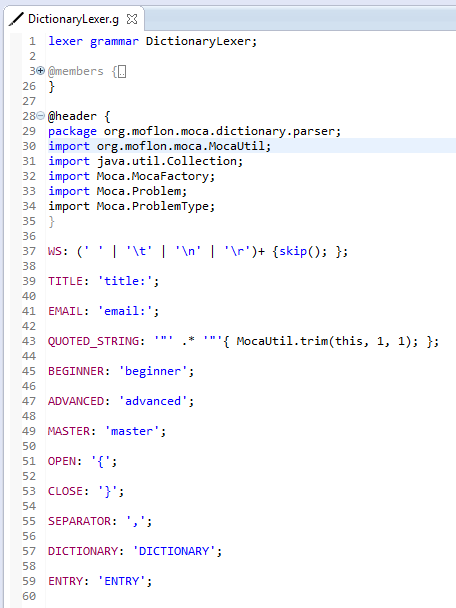 DictionaryLexer.g
1 lexer grammar DictionaryLexer;
2
3 @members {..
26 }
27
28 @header {
29 package org.moflon.moca.dictionary.parser;
30 import org.moflon.moca.MocaUtil;
31 import java.util.Collection;
32 import Moca.MocaFactory;
33 import Moca.Problem;
34 import Moca.ProblemType;
35 }
36
37 WS: (' ' | '\t' | '\n' | '\r')+ {skip(); };
38
39 TITLE: 'title:';
40
41 EMAIL: 'email:';
42
43 QUOTED_STRING: '"' .* '"'{ MocaUtil.trim(this, 1, 1); };
44
45 BEGINNER: 'beginner';
46
47 ADVANCED: 'advanced';
48
49 MASTER: 'master';
50
51 OPEN: '{';
52
53 CLOSE: '}';
54
55 SEPARATOR: ',';
56
57 DICTIONARY: 'DICTIONARY';
58
59 ENTRY: 'ENTRY';
60